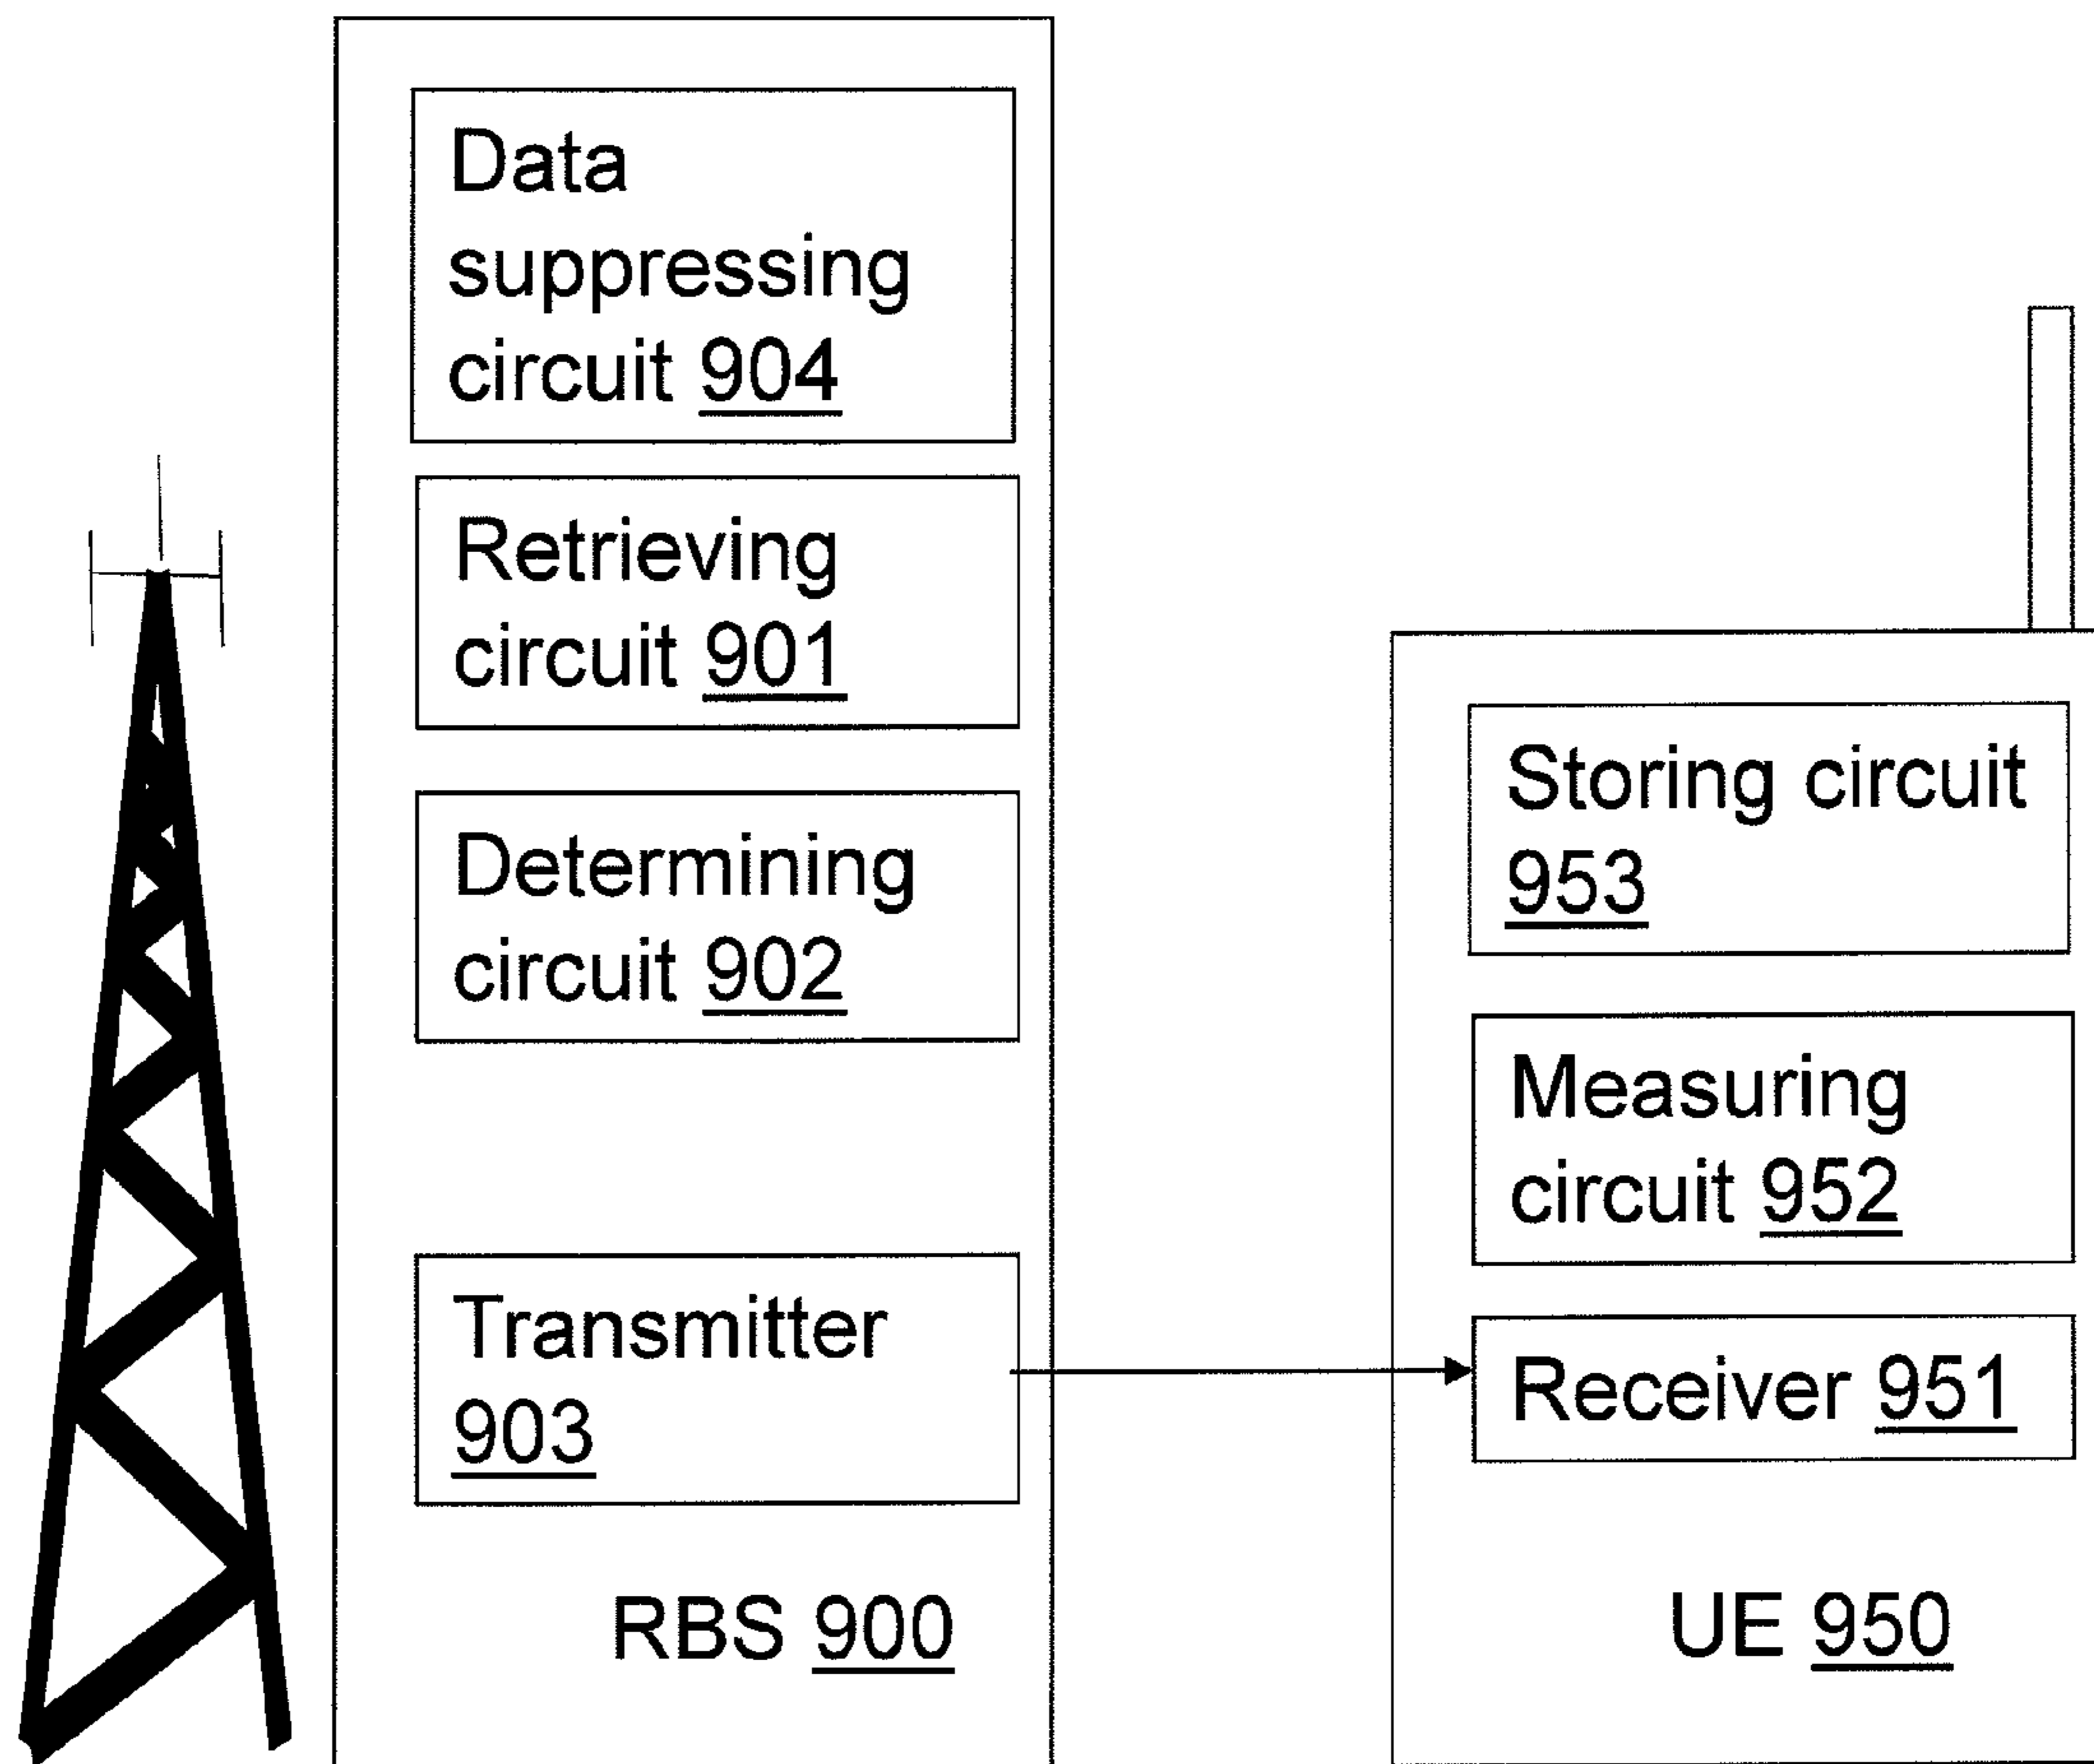 Data
suppressing
circuit 904
Retrieving
circuit 901
Determining
circuit 902
Transmitter
903
RBS 900
Storing circuit
953
Measuring
circuit 952
Receiver 951
UE 950